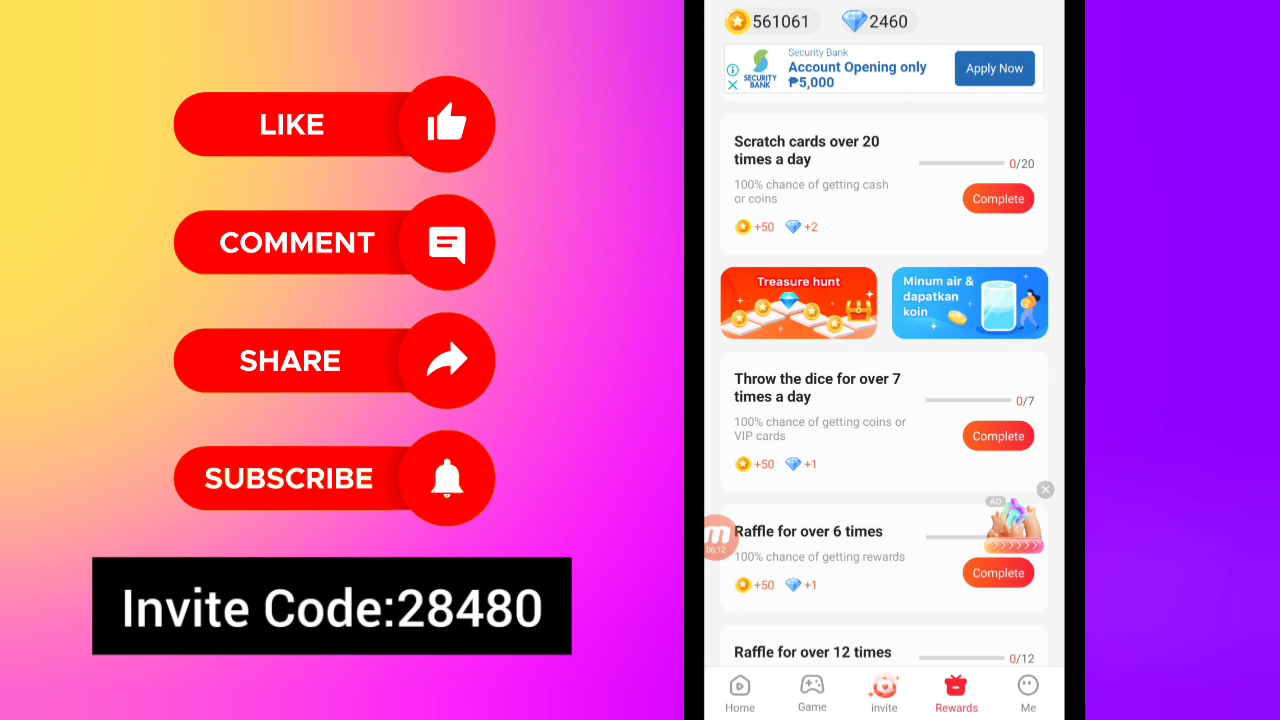 LIKE
COMMENT
SHARE
SUBSCRIBE
Invite Code:28480
561061
2460
Security Bank
Account Opening only
₱5,000
SECURITY
BANK
Apply Now
Scratch cards over 20
times a day
0/20
100% chance of getting cash
or coins
Complete
+50
+2
Treasure hunt
Minum air &
dapatkan
koin
Throw the dice for over 7
times a day
0/7
100% chance of getting coins or
VIP cards
Complete
+50
+1
AD
06:12
Raffle for over 6 times
100% chance of getting rewards
Complete
+50
+1
Raffle for over 12 times
0/12
Home
Game
invite
Rewards
Me